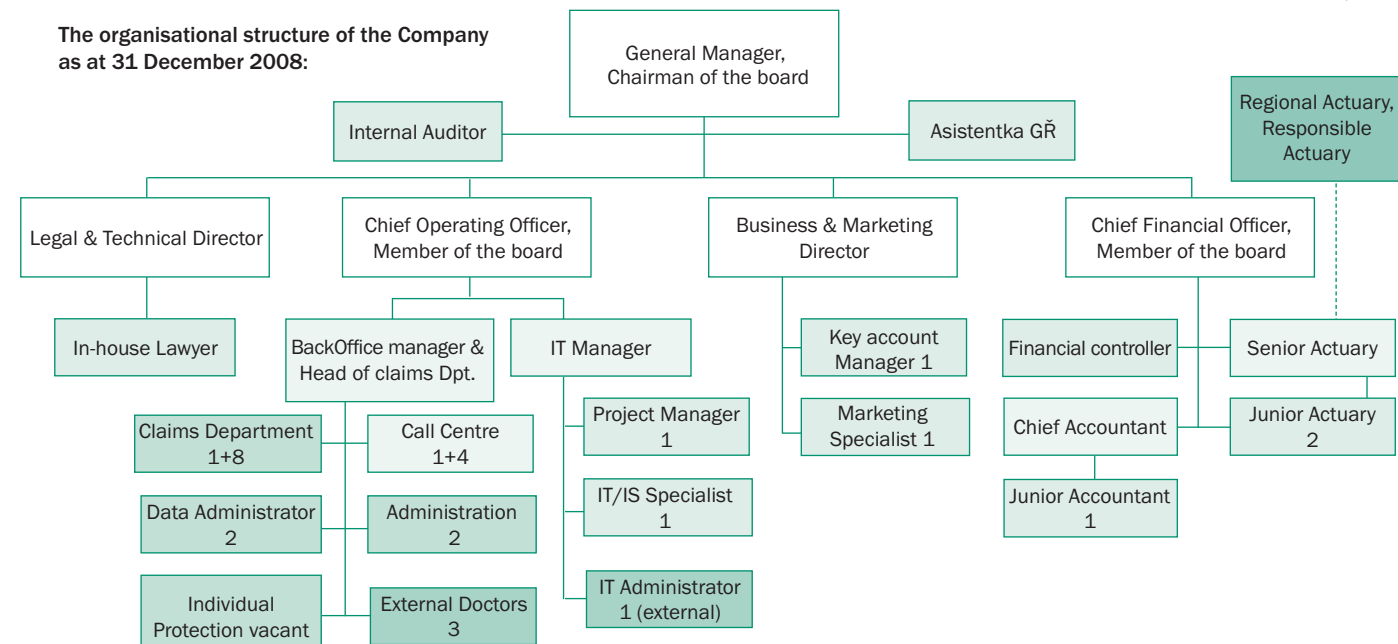 The organisational structure of the Company
as at 31 December 2008:
General Manager,
Chairman of the board
Internal Auditor
Asistentka GŘ
Regional Actuary,
Responsible
Actuary
Legal & Technical Director
Chief Operating Officer,
Member of the board
Business & Marketing
Director
Chief Financial Officer,
Member of the board
In-house Lawyer
BackOffice manager &
Head of claims Dpt.
IT Manager
Key account
Manager 1
Financial controller
Senior Actuary
Claims Department
1+8
Call Centre
1+4
Project Manager
1
Marketing
Specialist 1
Chief Accountant
Junior Actuary
2
Data Administrator
2
Administration
2
IT/IS Specialist
1
Junior Accountant
1
Individual
Protection vacant
External Doctors
3
IT Administrator
1 (external)